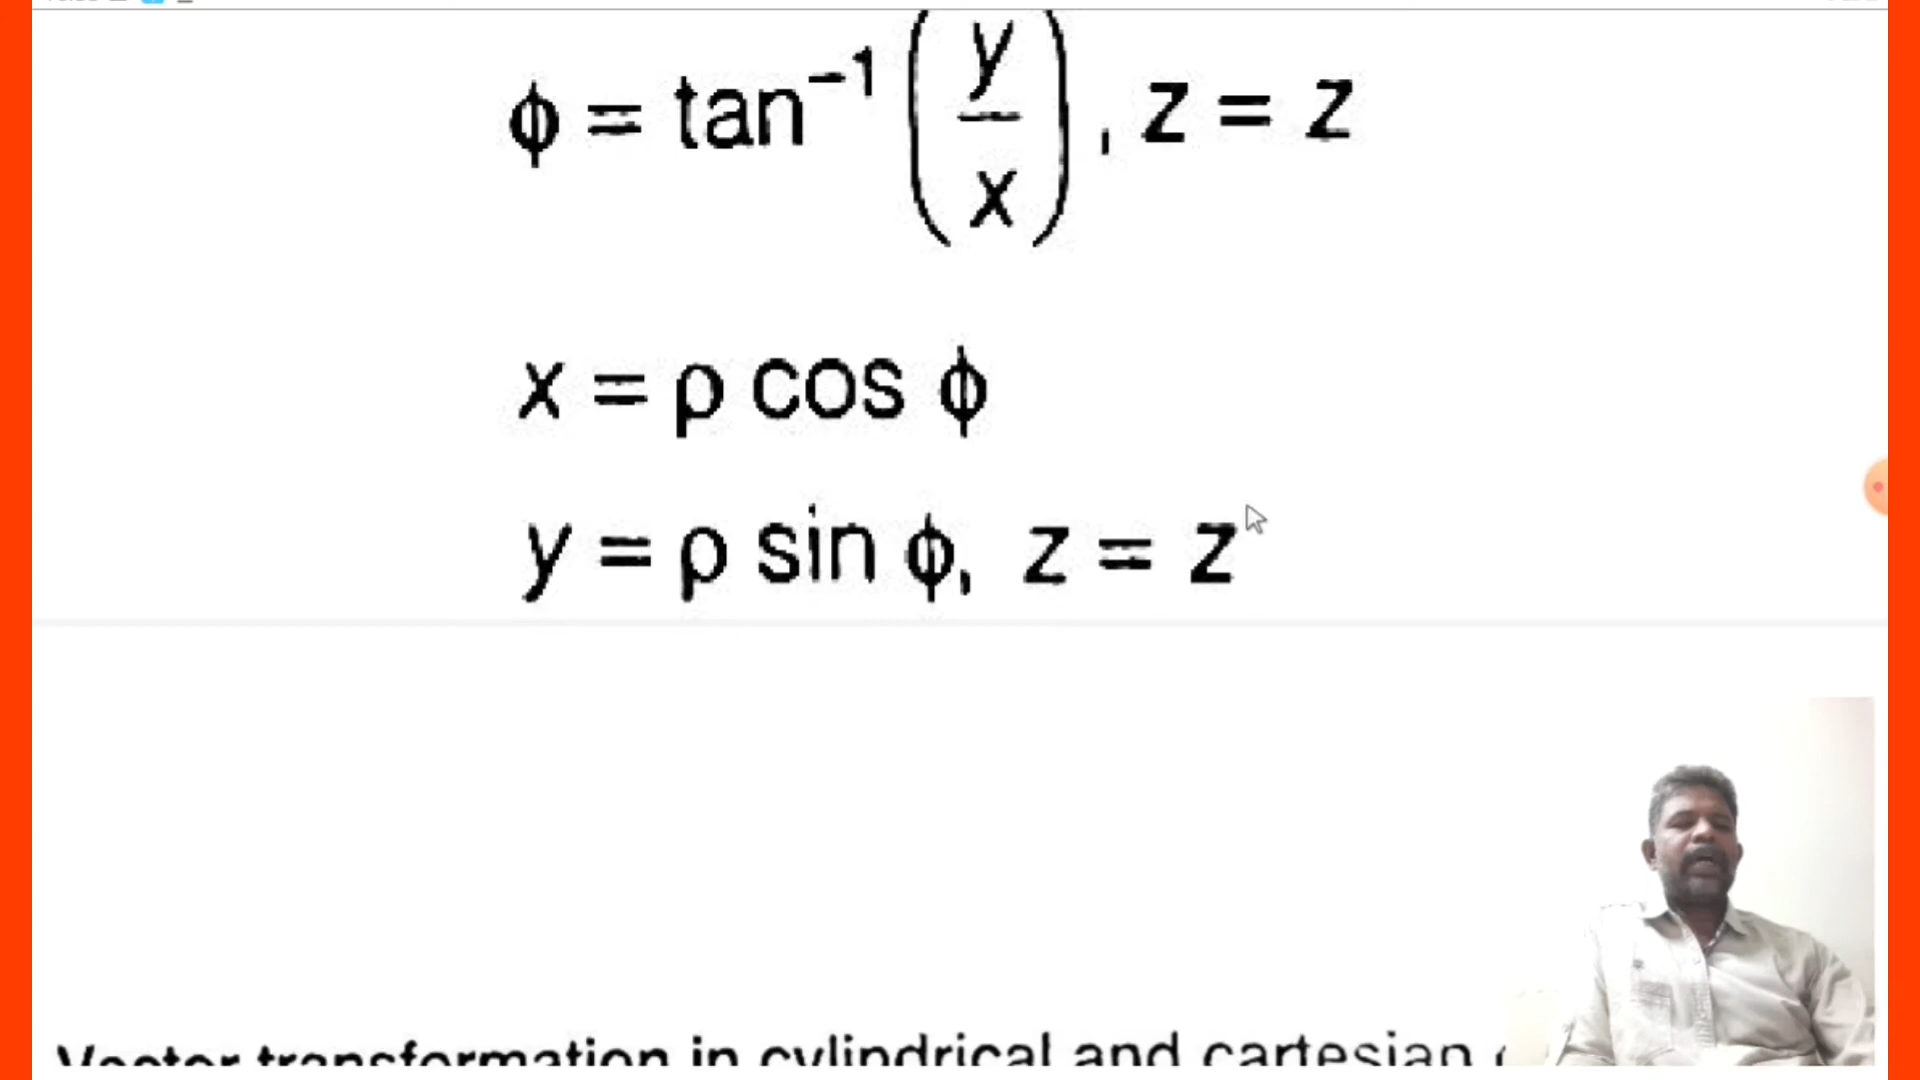 ϕ = tan⁻¹ (y/x), z = z
x = ρ cos ϕ
y = ρ sin ϕ, z = z
Vector transformation in cylindrical and cartesian